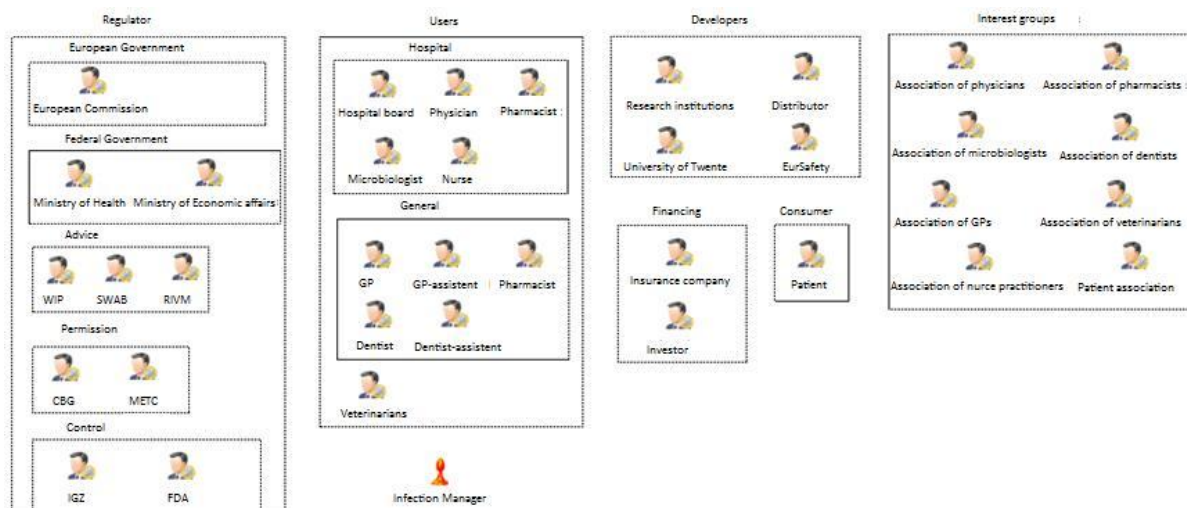 Regulator
European Government
European Commission
Federal Government
Ministry of Health
Ministry of Economic affairs
Advice
WIP
SWAB
RIVM
Permission
CBG
METC
Control
IGZ
FDA
Users
Hospital
Hospital board
Physician
Pharmacist
Microbiologist
Nurse
General
GP
GP-assistent
Pharmacist
Dentist
Dentist-assistent
Veterinarians
Infection Manager
Developers
Research institutions
Distributor
University of Twente
EurSafety
Financing
Insurance company
Investor
Consumer
Patient
Interest groups
Association of physicians
Association of pharmacists
Association of microbiologists
Association of dentists
Association of GPs
Association of veterinarians
Association of nurce practitioners
Patient association